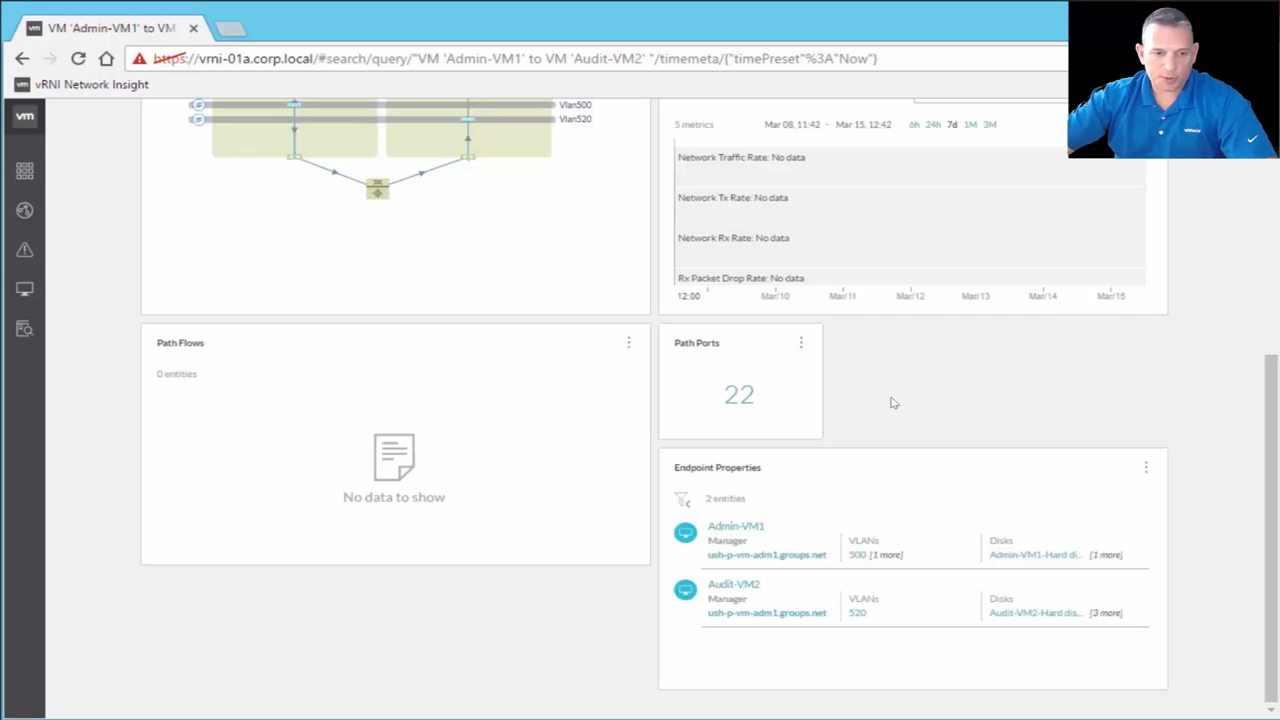 vm VM 'Admin-VM1' to VM
https://vrni-01a.corp.local/#search/query/"VM 'Admin-VM1' to VM 'Audit-VM2' "/timemeta/{"timePreset"%3A"Now"}
vm vRNI Network Insight
vm
Vlan500
Vlan520
5 metrics Mar 08, 11:42 - Mar 15, 12:42 6h 24h 7d 1M 3M
Network Traffic Rate: No data
Network Tx Rate: No data
Network Rx Rate: No data
Rx Packet Drop Rate: No data
12:00 Mar/10 Mar/11 Mar/12 Mar/13 Mar/14 Mar/15
Path Flows
0 entities
No data to show
Path Ports
22
Endpoint Properties
2 entities
Admin-VM1
Manager VLANs Disks
ush-p-vm-adm1.groups.net 500 [1 more] Admin-VM1-Hard di... [1 more]
Audit-VM2
Manager VLANs Disks
ush-p-vm-adm1.groups.net 520 Audit-VM2-Hard dis... [3 more]